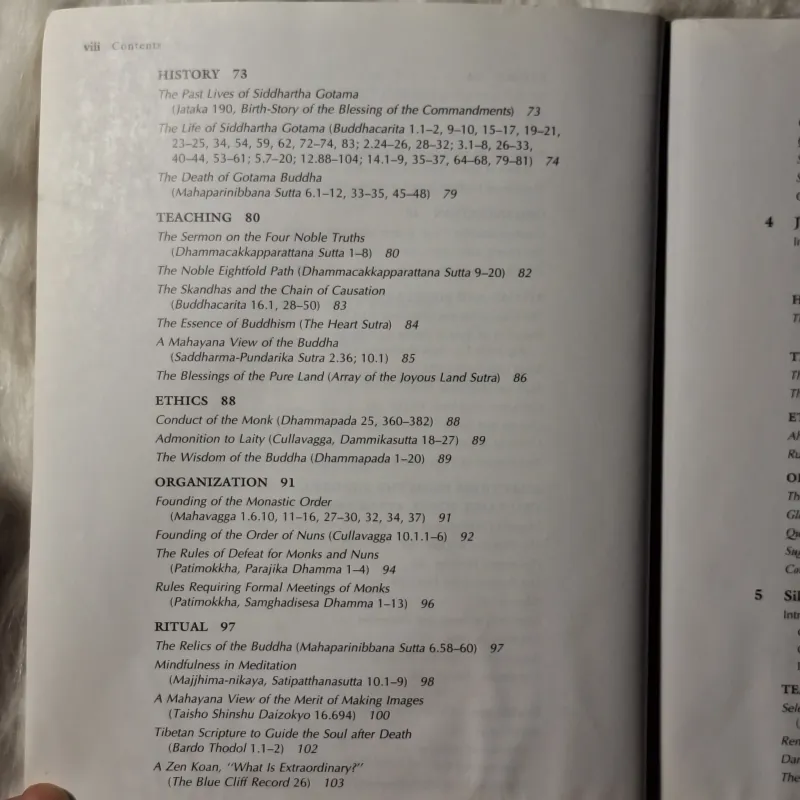 viii Contents
HISTORY 73
The Past Lives of Siddhartha Gotama
(Jataka 190, Birth-Story of the Blessing of the Commandments) 73
The Life of Siddhartha Gotama (Buddhacarita 1.1–2, 9–10, 15–17, 19–21,
23–25, 34, 54, 59, 62, 72–74, 83; 2.24–26, 28–32; 3.1–8, 26–33,
40–44, 53–61; 5.7–20; 12.88–104; 14.1–9, 35–37, 64–68, 79–81) 74
The Death of Gotama Buddha
(Mahaparinibbana Sutta 6.1–12, 33–35, 45–48) 79
TEACHING 80
The Sermon on the Four Noble Truths
(Dhammacakkapparattana Sutta 1–8) 80
The Noble Eightfold Path (Dhammacakkapparattana Sutta 9–20) 82
The Skandhas and the Chain of Causation
(Buddhacarita 16.1, 28–50) 83
The Essence of Buddhism (The Heart Sutra) 84
A Mahayana View of the Buddha
(Saddharma-Pundarika Sutra 2.36; 10.1) 85
The Blessings of the Pure Land (Array of the Joyous Land Sutra) 86
ETHICS 88
Conduct of the Monk (Dhammapada 25, 360–382) 88
Admonition to Laity (Cullavagga, Dammikasutta 18–27) 89
The Wisdom of the Buddha (Dhammapada 1–20) 89
ORGANIZATION 91
Founding of the Monastic Order
(Mahavagga 1.6.10, 11–16, 27–30, 32, 34, 37) 91
Founding of the Order of Nuns (Cullavagga 10.1.1–6) 92
The Rules of Defeat for Monks and Nuns
(Patimokkha, Parajika Dhamma 1–4) 94
Rules Requiring Formal Meetings of Monks
(Patimokkha, Samghadisesa Dhamma 1–13) 96
RITUAL 97
The Relics of the Buddha (Mahaparinibbana Sutta 6.58–60) 97
Mindfulness in Meditation
(Majjhima-nikaya, Satipatthanasutta 10.1–9) 98
A Mahayana View of the Merit of Making Images
(Taisho Shinshu Daizokyo 16.694) 100
Tibetan Scripture to Guide the Soul after Death
(Bardo Thodol 1.1–2) 102
A Zen Koan, "What Is Extraordinary?"
(The Blue Cliff Record 26) 103
4
5